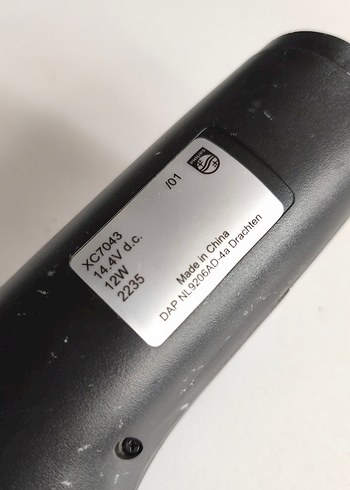 /01
XC7043
14.4V d.c.
12W
2235
Made in China
DAP NL9206AD-4a Drachten